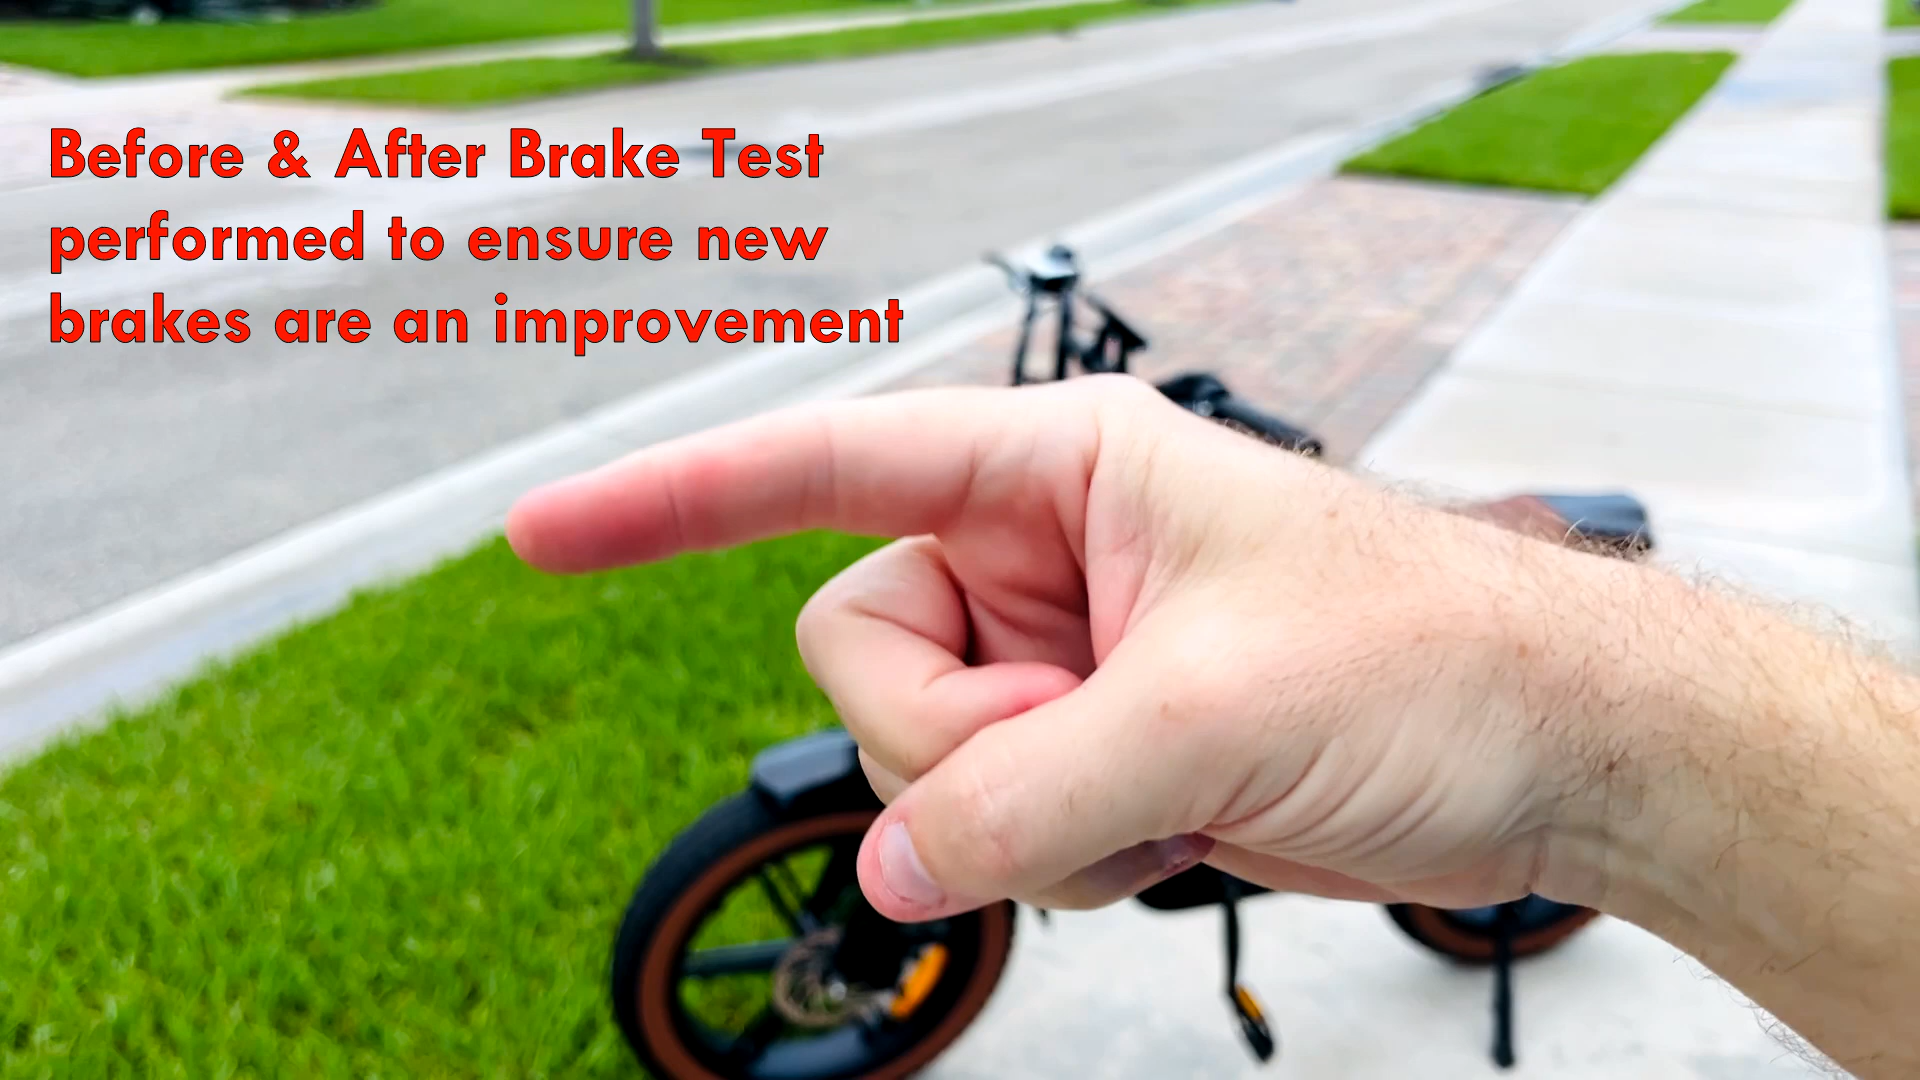 Before & After Brake Test
performed to ensure new
brakes are an improvement